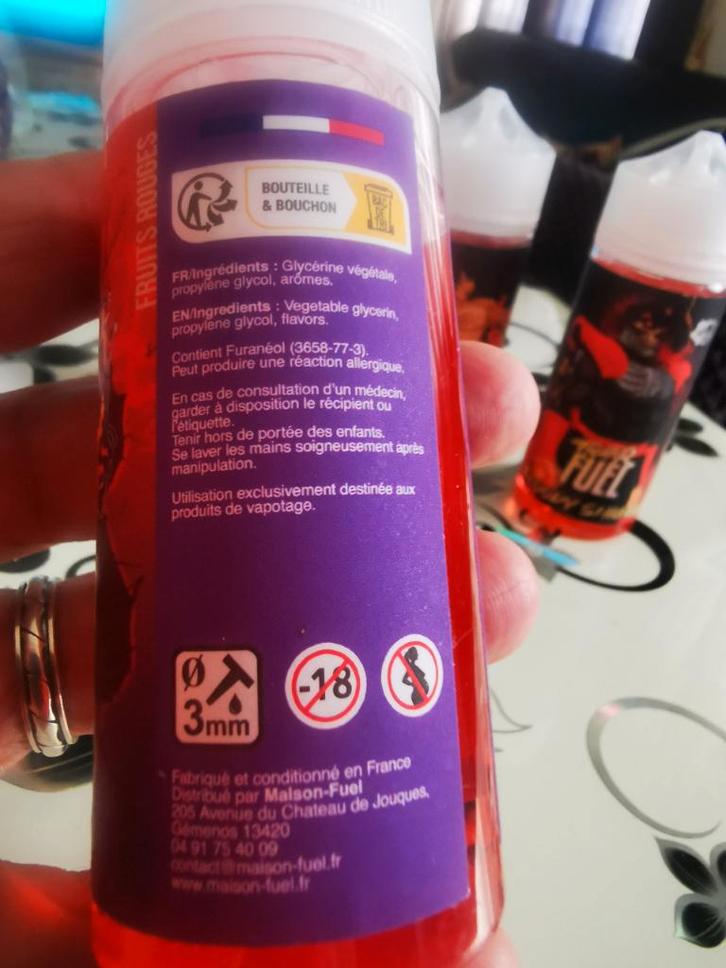 FRUITS ROUGES
BOUTEILLE
& BOUCHON
BAC
DE
TRI
FR/Ingrédients : Glycérine végétale,
propylène glycol, arômes.
EN/Ingredients : Vegetable glycerin,
propylene glycol, flavors.
Contient Furanéol (3658-77-3).
Peut produire une réaction allergique.
En cas de consultation d'un médecin,
garder à disposition le récipient ou
l'étiquette.
Tenir hors de portée des enfants.
Se laver les mains soigneusement après
manipulation.
Utilisation exclusivement destinée aux
produits de vapotage.
Ø
3mm
-18
Fabriqué et conditionné en France
Distribué par Maison-Fuel
205 Avenue du Chateau de Jouques,
Gémenos 13420
04 91 75 40 09
contact@maison-fuel.fr
www.maison-fuel.fr
FUEL